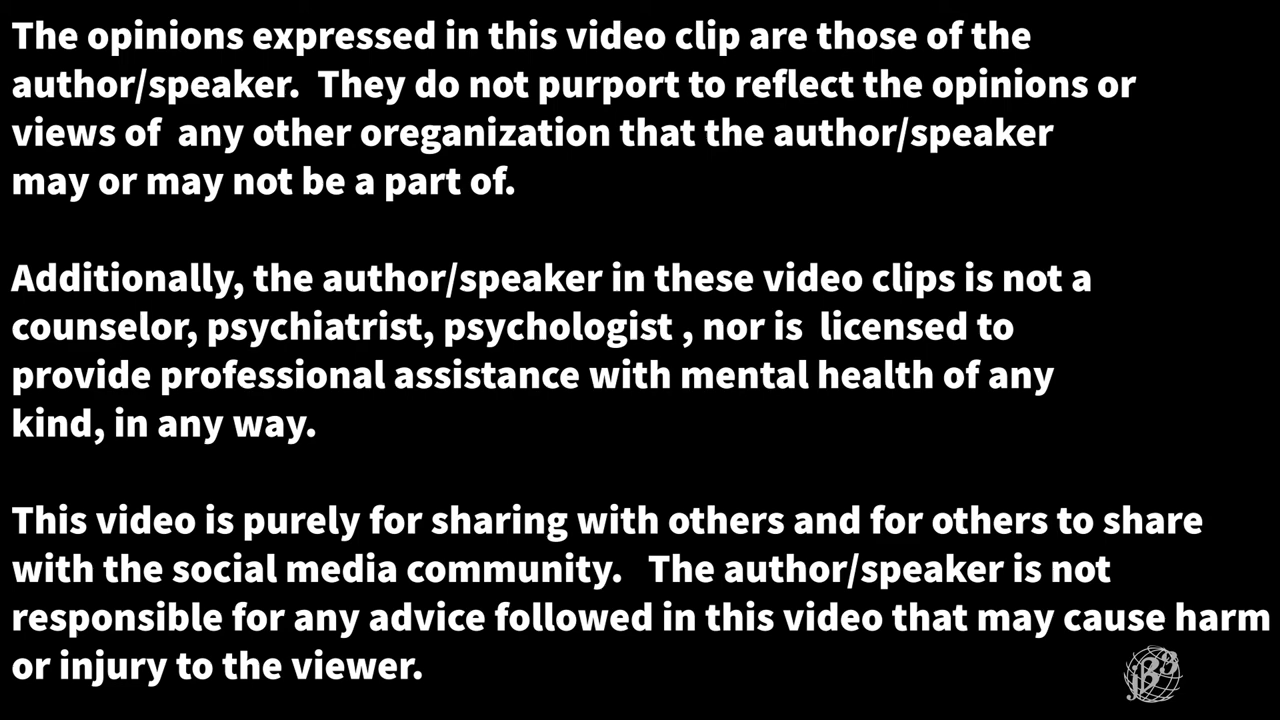 The opinions expressed in this video clip are those of the
author/speaker.  They do not purport to reflect the opinions or
views of  any other oreganization that the author/speaker
may or may not be a part of.
Additionally, the author/speaker in these video clips is not a
counselor, psychiatrist, psychologist , nor is  licensed to
provide professional assistance with mental health of any
kind, in any way.
This video is purely for sharing with others and for others to share
with the social media community.   The author/speaker is not
responsible for any advice followed in this video that may cause harm
or injury to the viewer.